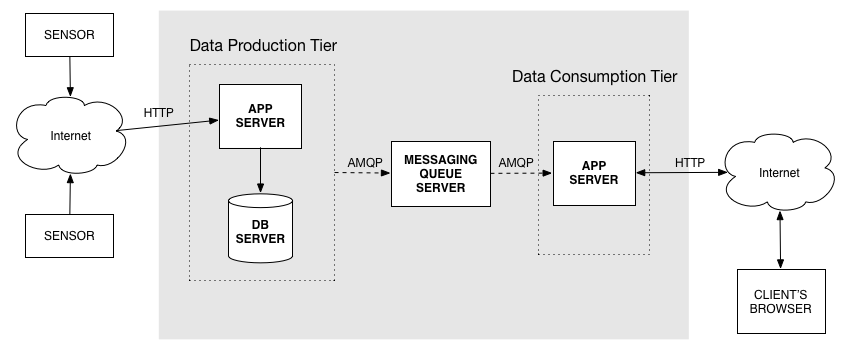 SENSOR
Data Production Tier
Data Consumption Tier
HTTP
APP
SERVER
Internet
AMQP
MESSAGING
QUEUE
SERVER
AMQP
APP
SERVER
HTTP
Internet
DB
SERVER
SENSOR
CLIENT'S
BROWSER